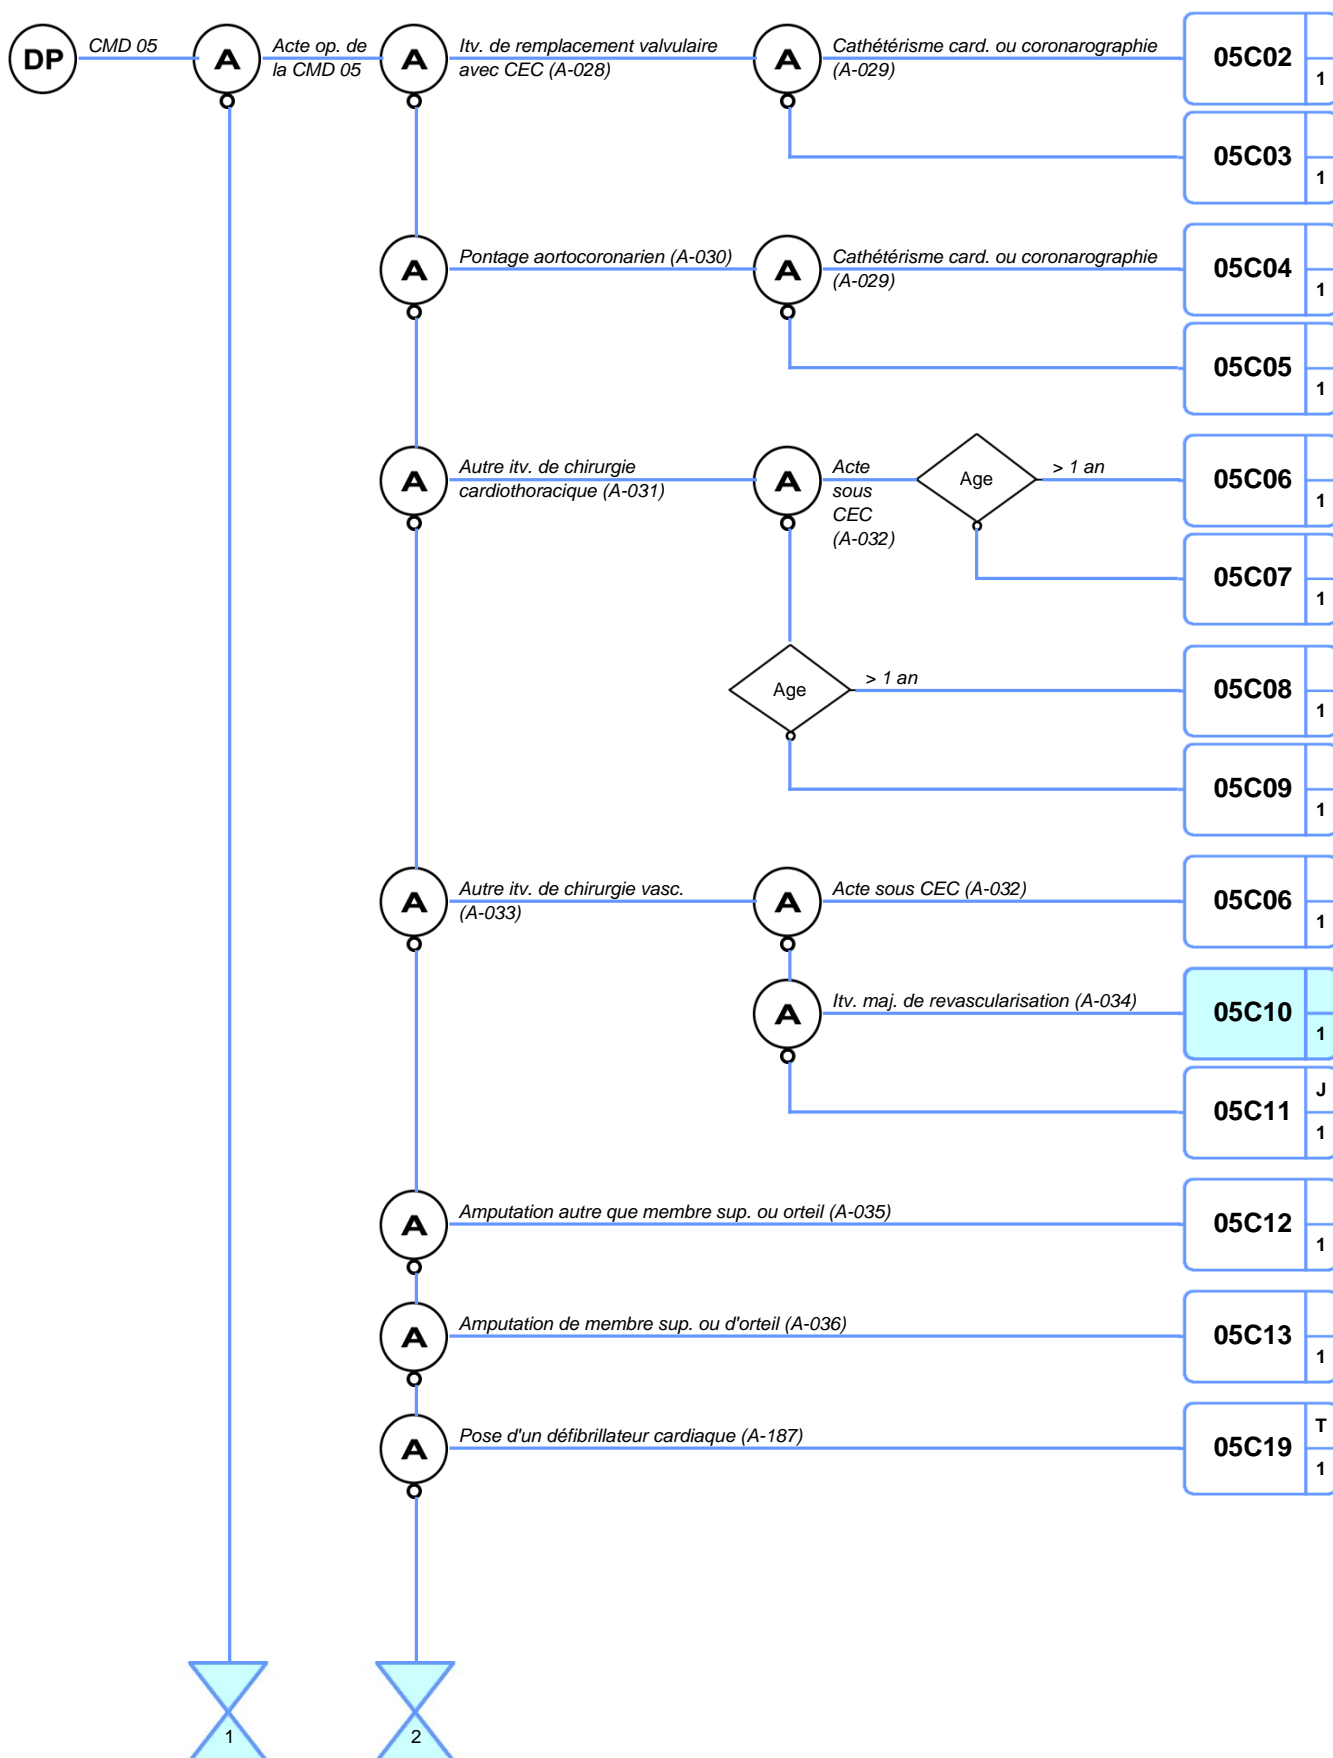 DP
CMD 05
A
Acte op. de
la CMD 05
A
Itv. de remplacement valvulaire
avec CEC (A-028)
A
Cathétérisme card. ou coronarographie
(A-029)
05C02
1
05C03
1
A
Pontage aortocoronarien (A-030)
A
Cathétérisme card. ou coronarographie
(A-029)
05C04
1
05C05
1
A
Autre itv. de chirurgie
cardiothoracique (A-031)
A
Acte
sous
CEC
(A-032)
Age
> 1 an
05C06
1
05C07
1
Age
> 1 an
05C08
1
05C09
1
A
Autre itv. de chirurgie vasc.
(A-033)
A
Acte sous CEC (A-032)
05C06
1
A
Itv. maj. de revascularisation (A-034)
05C10
1
05C11
J
1
A
Amputation autre que membre sup. ou orteil (A-035)
05C12
1
A
Amputation de membre sup. ou d'orteil (A-036)
05C13
1
A
Pose d'un défibrillateur cardiaque (A-187)
05C19
T
1
1
2